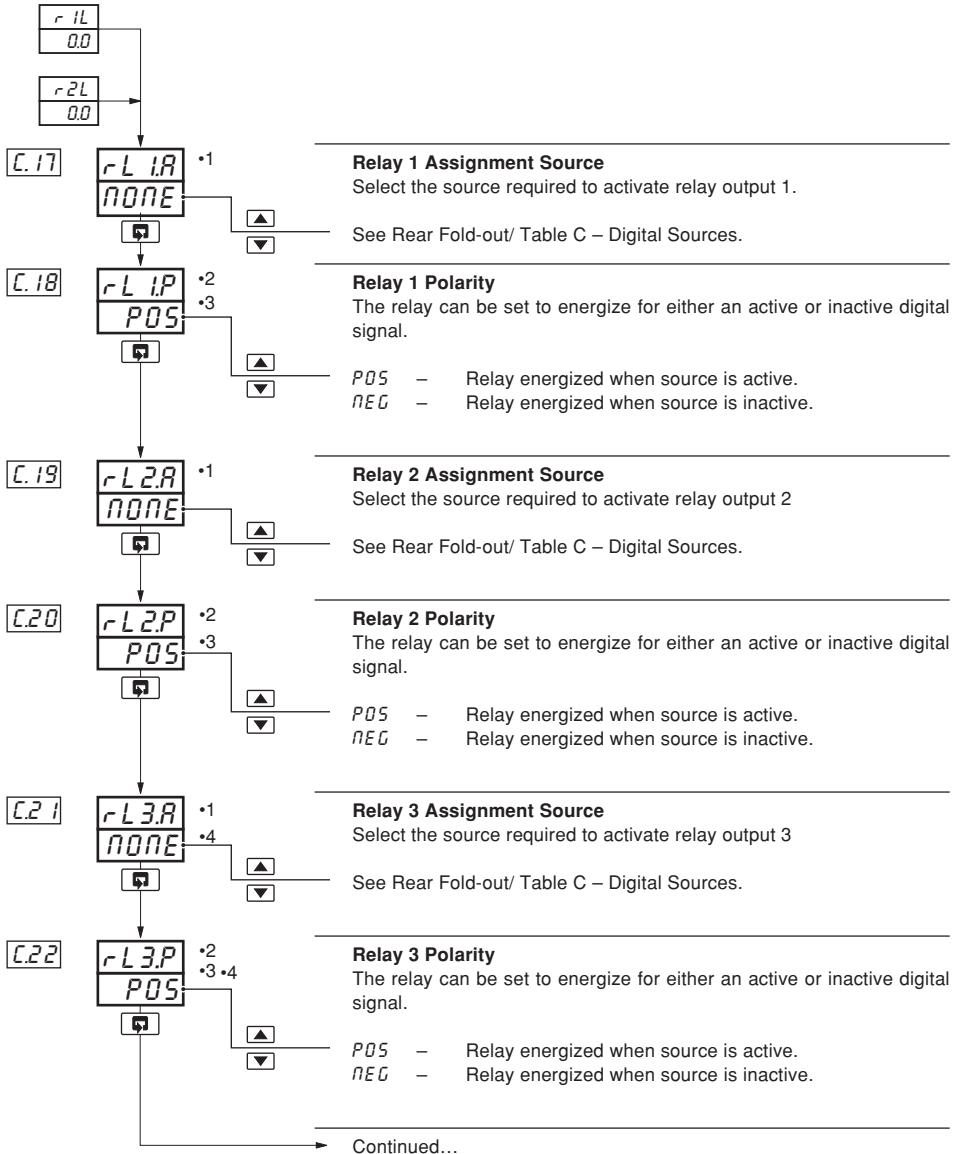 r 1L
0.0
r 2L
0.0
C.17
rL 1.A
NONE
•1
Relay 1 Assignment Source
Select the source required to activate relay output 1.
See Rear Fold-out/ Table C – Digital Sources.
C.18
rL 1.P
POS
•2
•3
Relay 1 Polarity
The relay can be set to energize for either an active or inactive digital
signal.
POS – Relay energized when source is active.
NEG – Relay energized when source is inactive.
C.19
rL2.A
NONE
•1
Relay 2 Assignment Source
Select the source required to activate relay output 2
See Rear Fold-out/ Table C – Digital Sources.
C.20
rL2.P
POS
•2
•3
Relay 2 Polarity
The relay can be set to energize for either an active or inactive digital
signal.
POS – Relay energized when source is active.
NEG – Relay energized when source is inactive.
C.21
rL3.A
NONE
•1
•4
Relay 3 Assignment Source
Select the source required to activate relay output 3
See Rear Fold-out/ Table C – Digital Sources.
C.22
rL3.P
POS
•2
•3 •4
Relay 3 Polarity
The relay can be set to energize for either an active or inactive digital
signal.
POS – Relay energized when source is active.
NEG – Relay energized when source is inactive.
Continued…